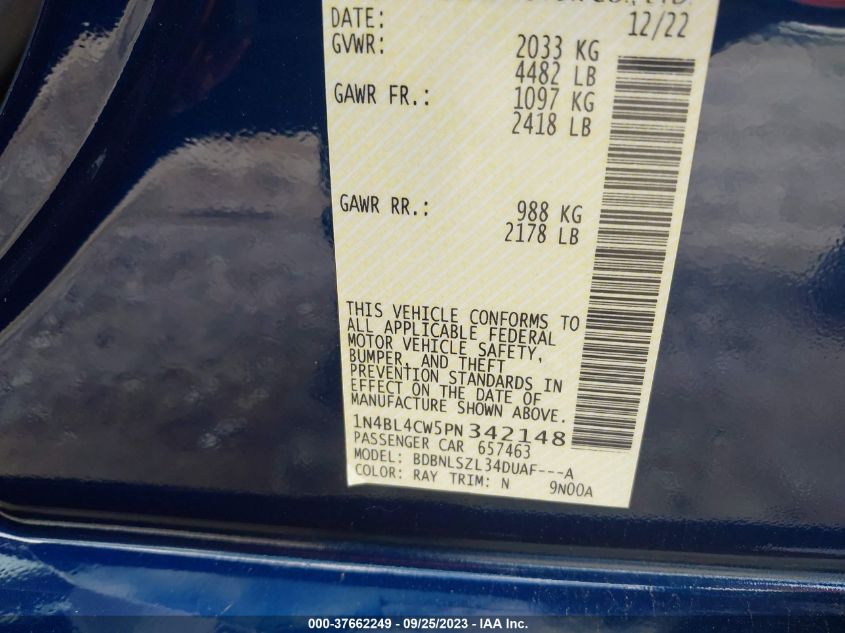 MOTOR CO., LTD.
DATE: 12/22
GVWR: 2033 KG
4482 LB
GAWR FR.: 1097 KG
2418 LB
GAWR RR.: 988 KG
2178 LB
THIS VEHICLE CONFORMS TO
ALL APPLICABLE FEDERAL
MOTOR VEHICLE SAFETY,
BUMPER, AND THEFT
PREVENTION STANDARDS IN
EFFECT ON THE DATE OF
MANUFACTURE SHOWN ABOVE.
1N4BL4CW5PN342148
PASSENGER CAR 657463
MODEL: BDBNLSZL34DUAF---A
COLOR: RAY TRIM: N 9N00A
000-37662249 - 09/25/2023 - IAA Inc.